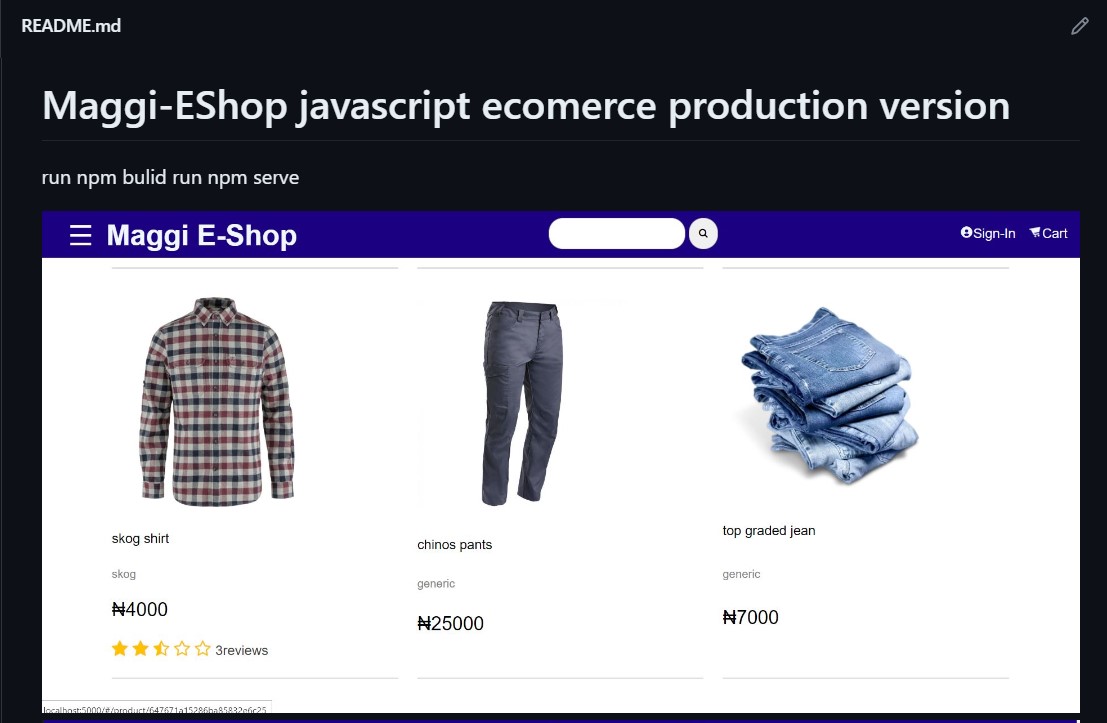 README.md
Maggi-EShop javascript ecomerce production version
run npm bulid run npm serve
☰ Maggi E-Shop
Sign-In Cart
skog shirt
skog
₦4000
3reviews
chinos pants
generic
₦25000
top graded jean
generic
₦7000
localhost:5000/#/product/647671a15286ba85832e6c25